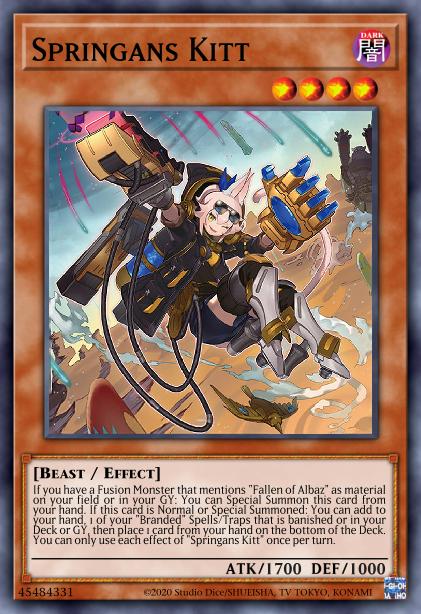 Springans Kitt
DARK
闇
[Beast / Effect]
If you have a Fusion Monster that mentions "Fallen of Albaz" as material
on your field or in your GY: You can Special Summon this card from
your hand. If this card is Normal or Special Summoned: You can add to
your hand, 1 of your "Branded" Spells/Traps that is banished or in your
Deck or GY, then place 1 card from your hand on the bottom of the Deck.
You can only use each effect of "Springans Kitt" once per turn.
ATK/1700 DEF/1000
45484331
©2020 Studio Dice/SHUEISHA, TV TOKYO, KONAMI